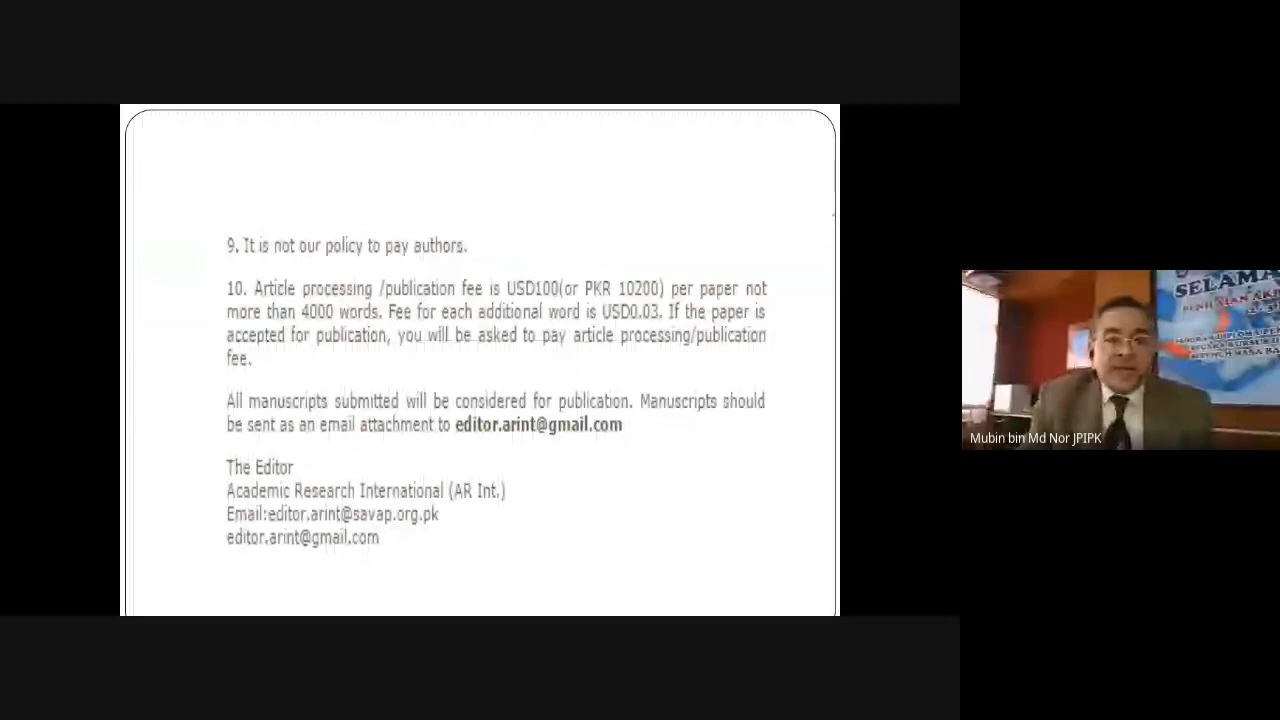 9. It is not our policy to pay authors.
10. Article processing /publication fee is USD100(or PKR 10200) per paper not
more than 4000 words. Fee for each additional word is USD0.03. If the paper is
accepted for publication, you will be asked to pay article processing/publication
fee.
All manuscripts submitted will be considered for publication. Manuscripts should
be sent as an email attachment to editor.arint@gmail.com
The Editor
Academic Research International (AR Int.)
Email:editor.arint@savap.org.pk
editor.arint@gmail.com
SELAMA
Mubin bin Md Nor JPIPK